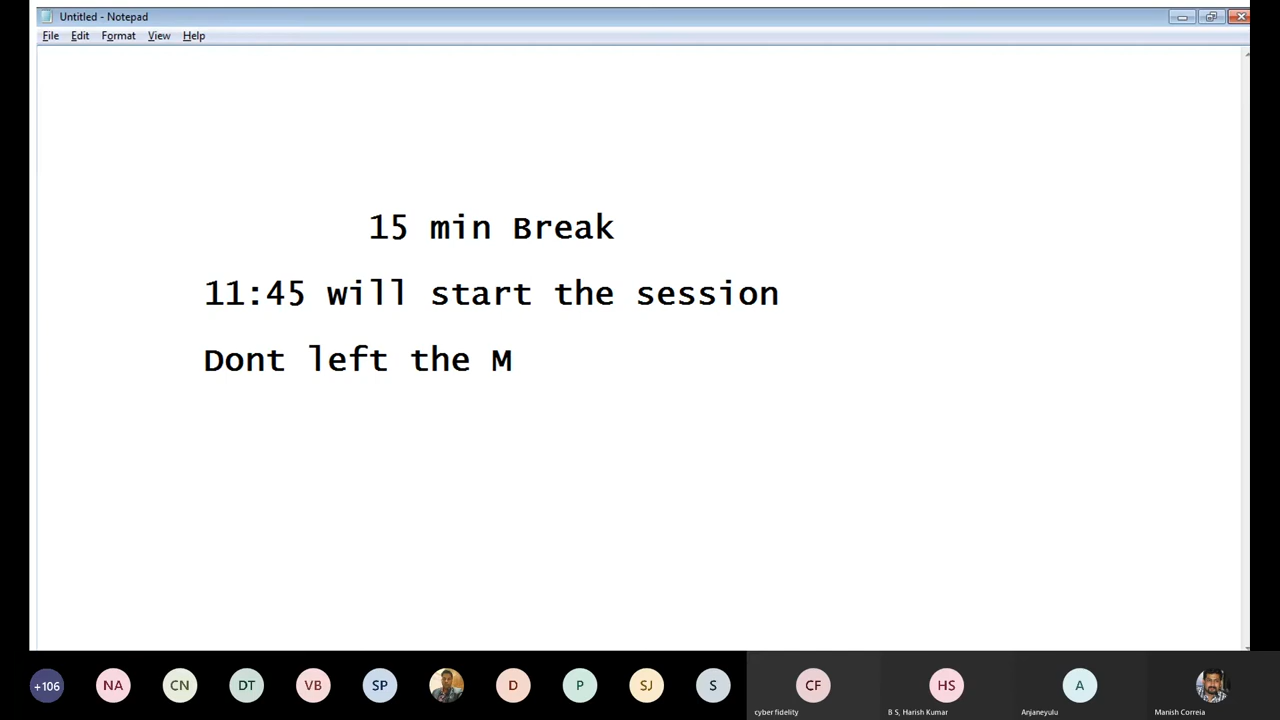 Untitled - Notepad
File Edit Format View Help
15 min Break
11:45 will start the session
Dont left the M
+106 NA CN DT VB SP D P SJ S CF HS A
cyber fidelity B S, Harish Kumar Anjaneyulu Manish Correia